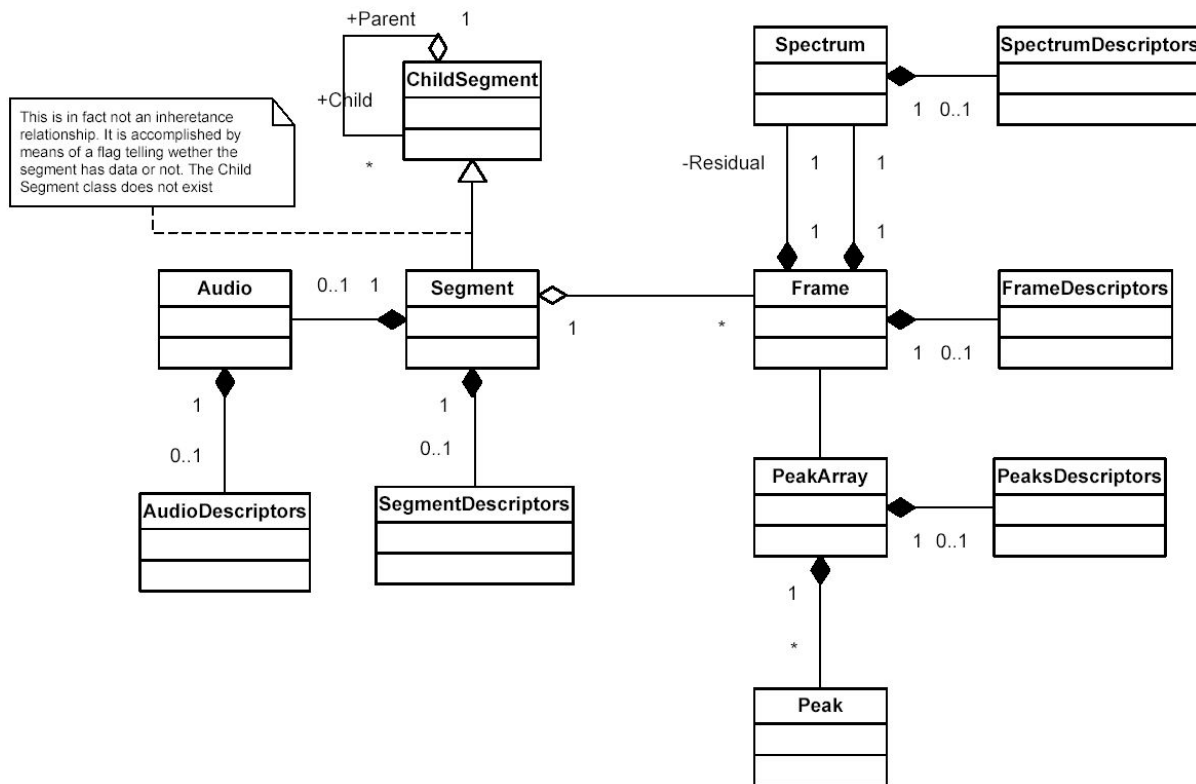 +Parent 1
ChildSegment
+Child
*
This is in fact not an inheretance
relationship. It is accomplished by
means of a flag telling wether the
segment has data or not. The Child
Segment class does not exist
Spectrum
SpectrumDescriptors
1 0..1
-Residual 1 1
1 1
Audio
0..1 1
Segment
1 *
Frame
FrameDescriptors
1 0..1
1
0..1
AudioDescriptors
1
0..1
SegmentDescriptors
PeakArray
PeaksDescriptors
1 0..1
1
*
Peak